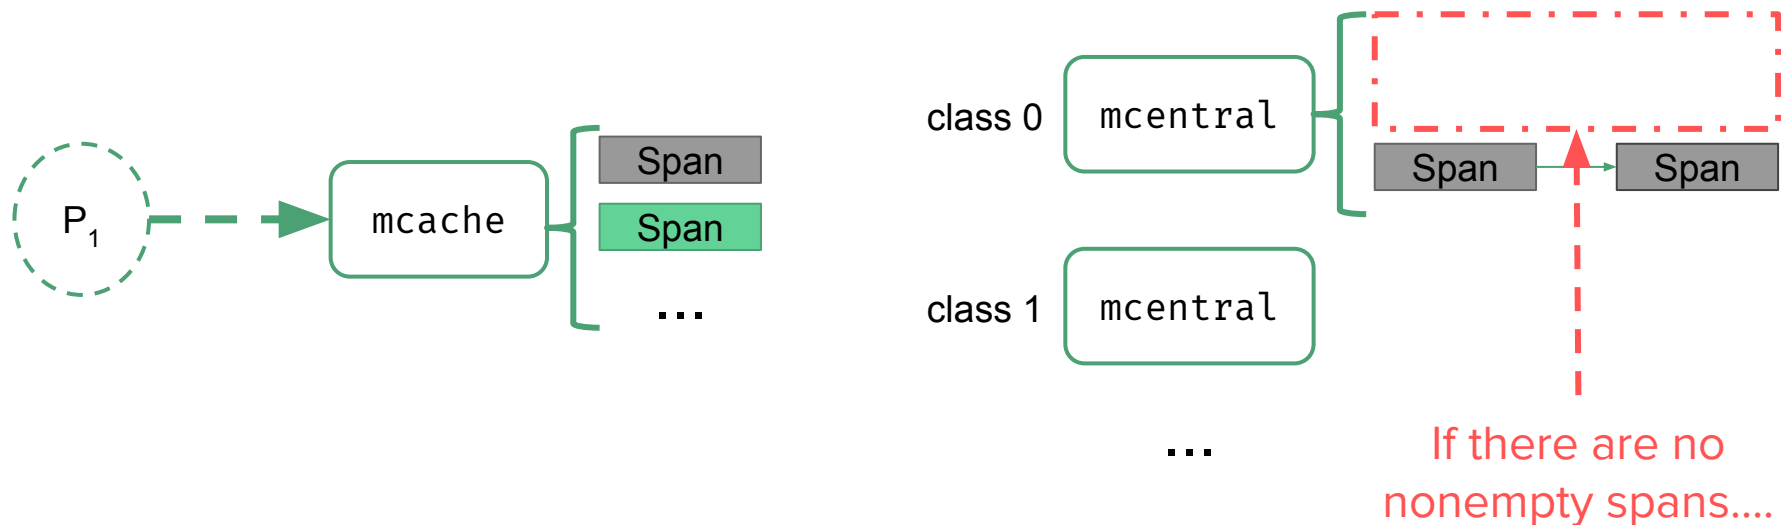 P1
mcache
Span
Span
...
class 0
mcentral
Span
Span
class 1
mcentral
...
If there are no
nonempty spans....